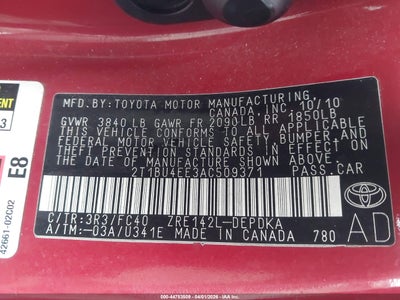 MFD.BY:TOYOTA MOTOR MANUFACTURING,
CANADA, INC. 10/10
GVWR 3840 LB GAWR FR 2090LB RR 1850LB
THIS VEHICLE CONFORMS TO ALL APPLICABLE
FEDERAL MOTOR VEHICLE SAFETY, BUMPER, AND
THEFT PREVENTION STANDARDS IN EFFECT ON
THE DATE OF MANUFACTURE SHOWN ABOVE.
2T1BU4EE3AC509371 PASS.CAR
C/TR:3R3/FC40 ZRE142L-DEPDKA
A/TM:-03A/U341E MADE IN CANADA 780
AD
TOYOTA
E8
42661-02C02
© IAA 44753509 - 04/01/2026 -